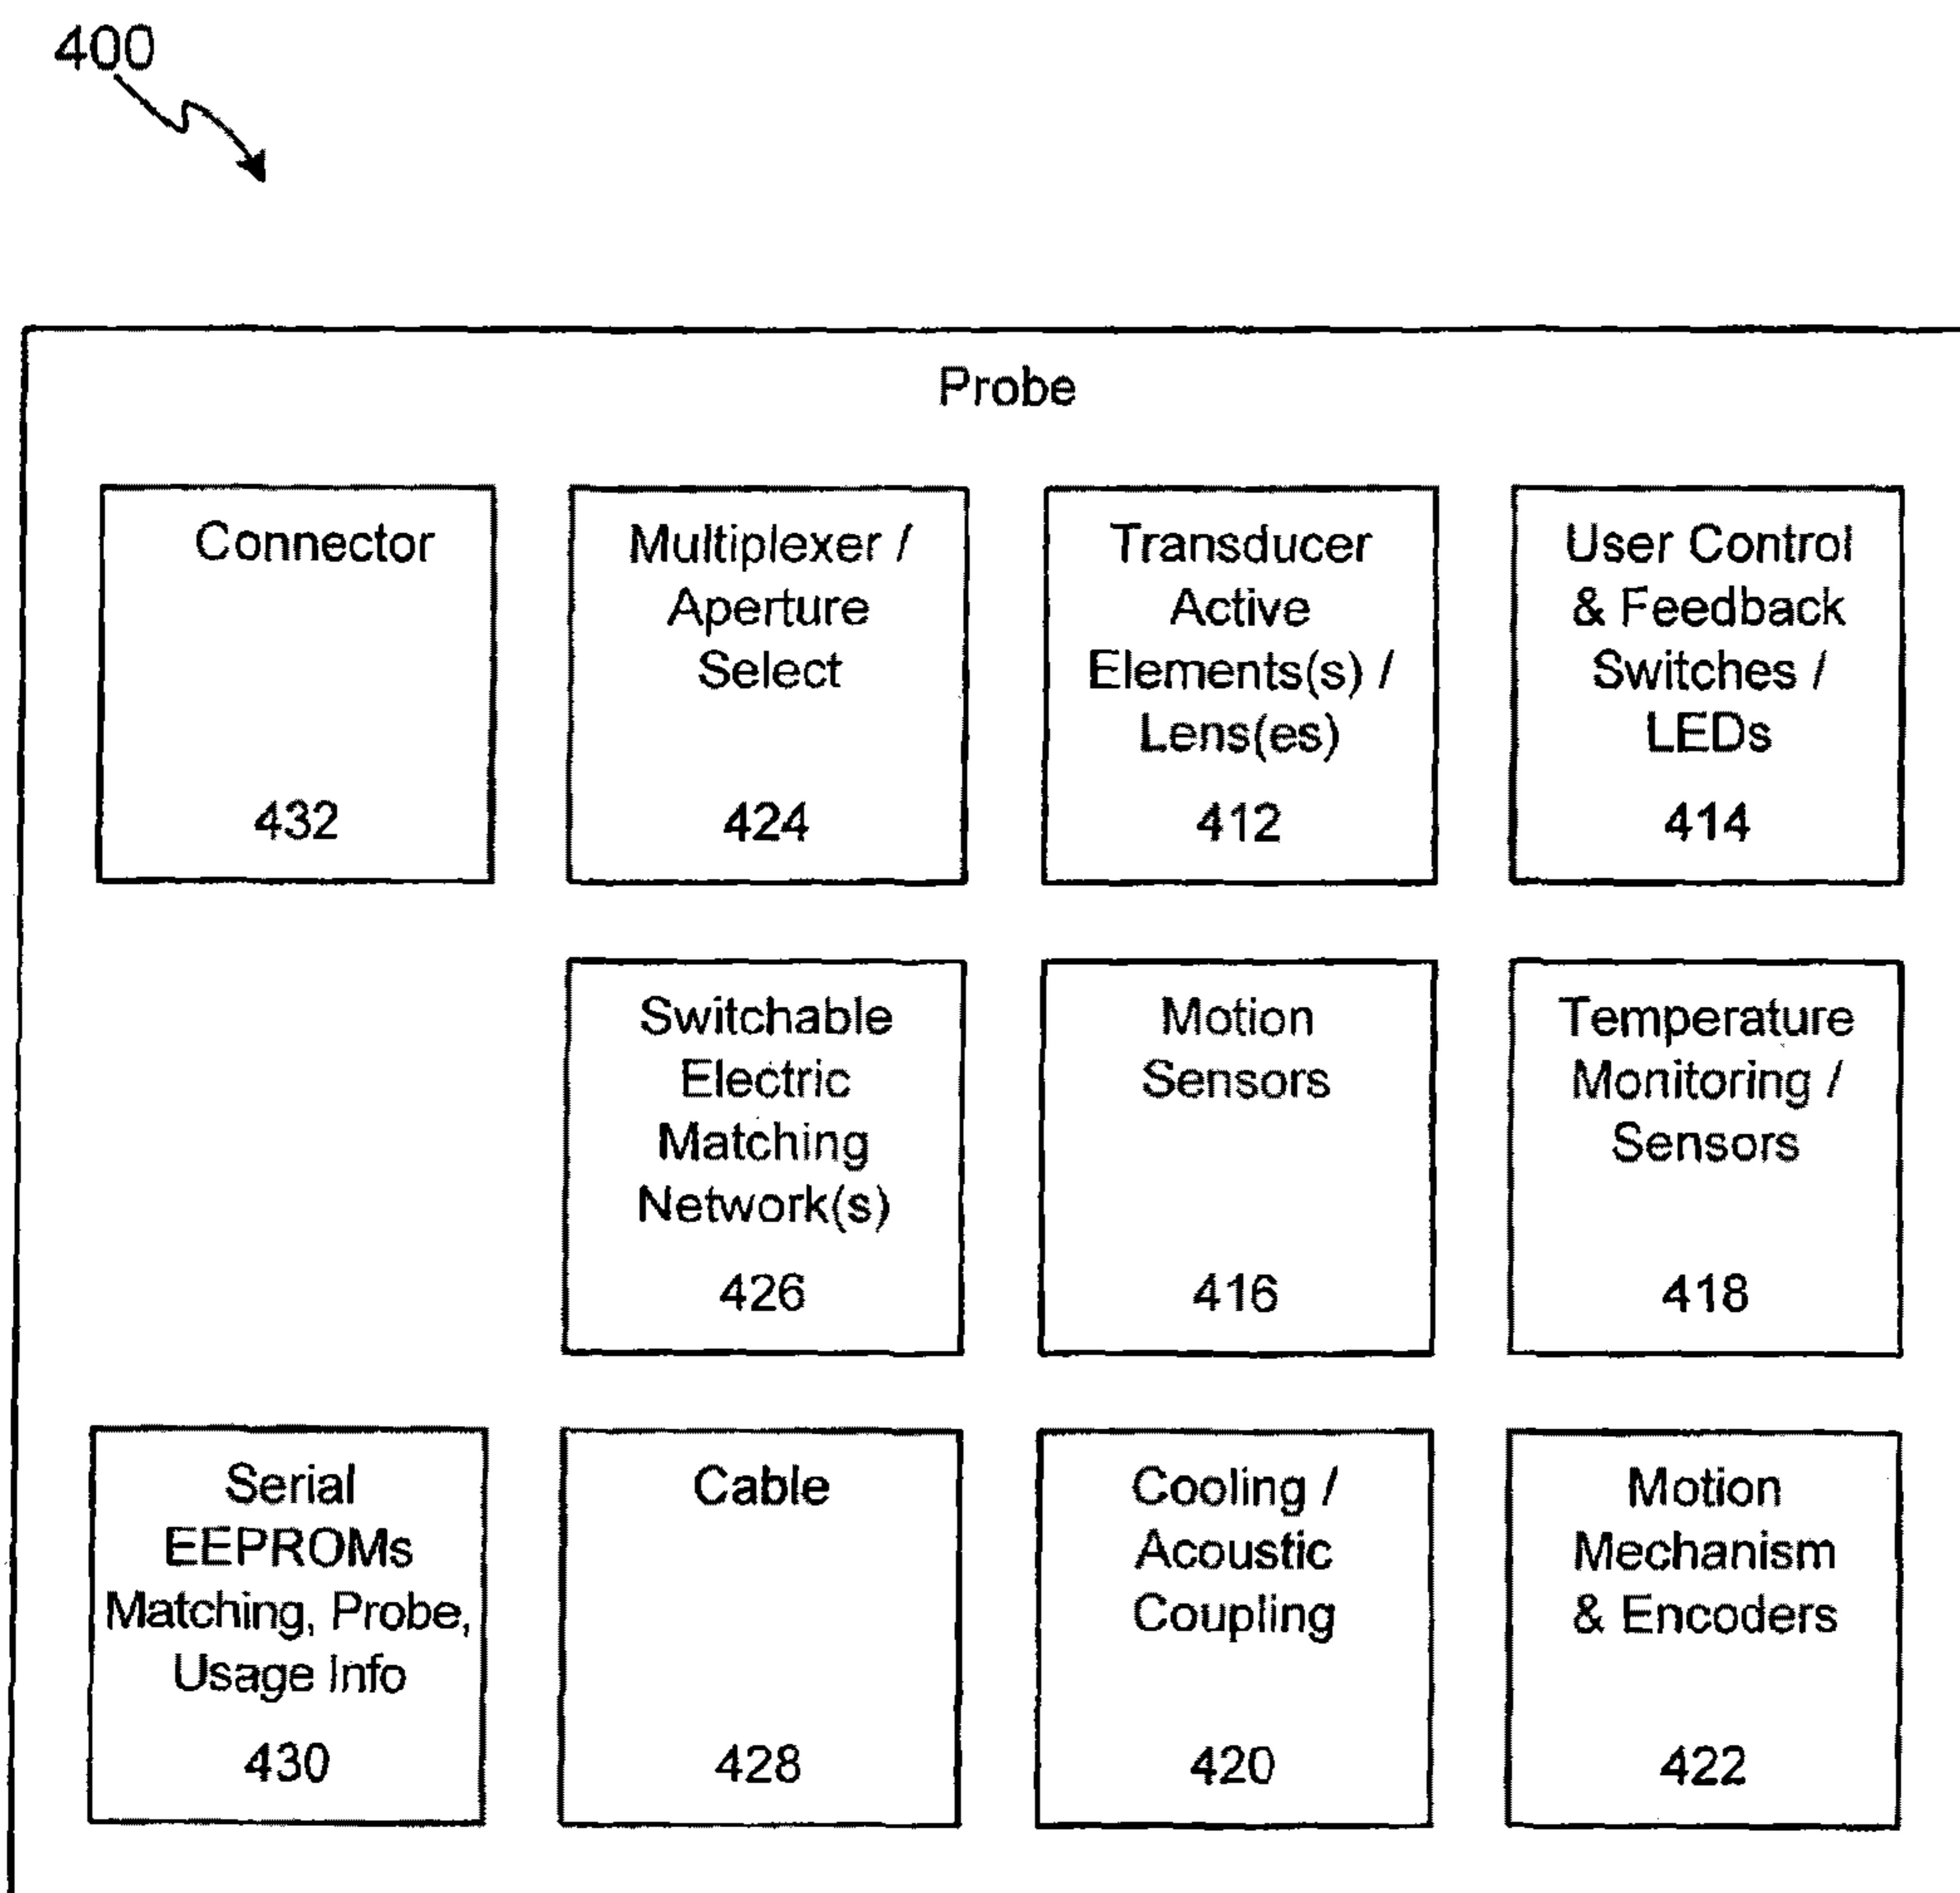 400
Probe
Connector
432
Multiplexer /
Aperture
Select
424
Transducer
Active
Elements(s) /
Lens(es)
412
User Control
& Feedback
Switches /
LEDs
414
Switchable
Electric
Matching
Network(s)
426
Motion
Sensors
416
Temperature
Monitoring /
Sensors
418
Serial
EEPROMs
Matching, Probe,
Usage Info
430
Cable
428
Cooling /
Acoustic
Coupling
420
Motion
Mechanism
& Encoders
422